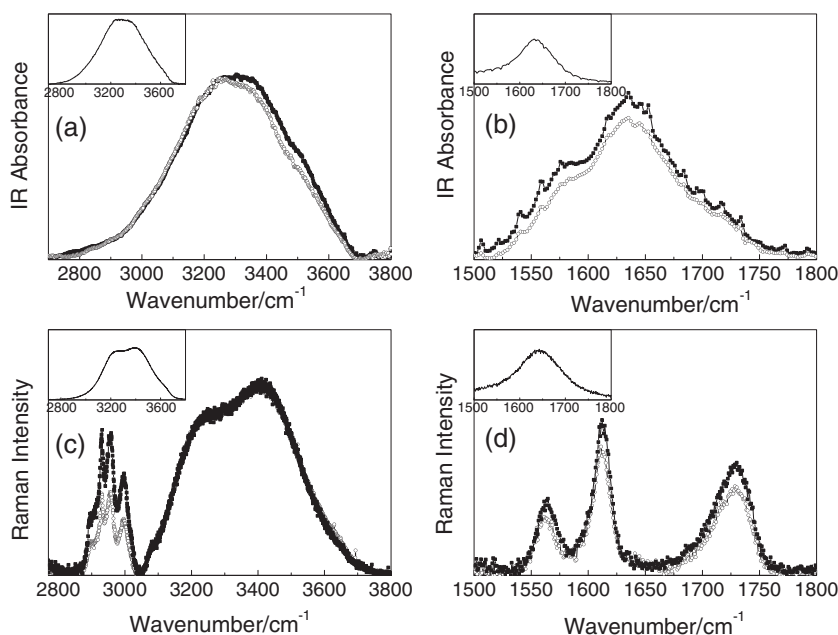 2800 3200 3600
(a)
IR Absorbance
2800 3000 3200 3400 3600 3800
Wavenumber/cm-1
1500 1600 1700 1800
(b)
IR Absorbance
1500 1550 1600 1650 1700 1750 1800
Wavenumber/cm-1
2800 3200 3600
(c)
Raman Intensity
2800 3000 3200 3400 3600 3800
Wavenumber/cm-1
1500 1600 1700 1800
(d)
Raman Intensity
1500 1550 1600 1650 1700 1750 1800
Wavenumber/cm-1